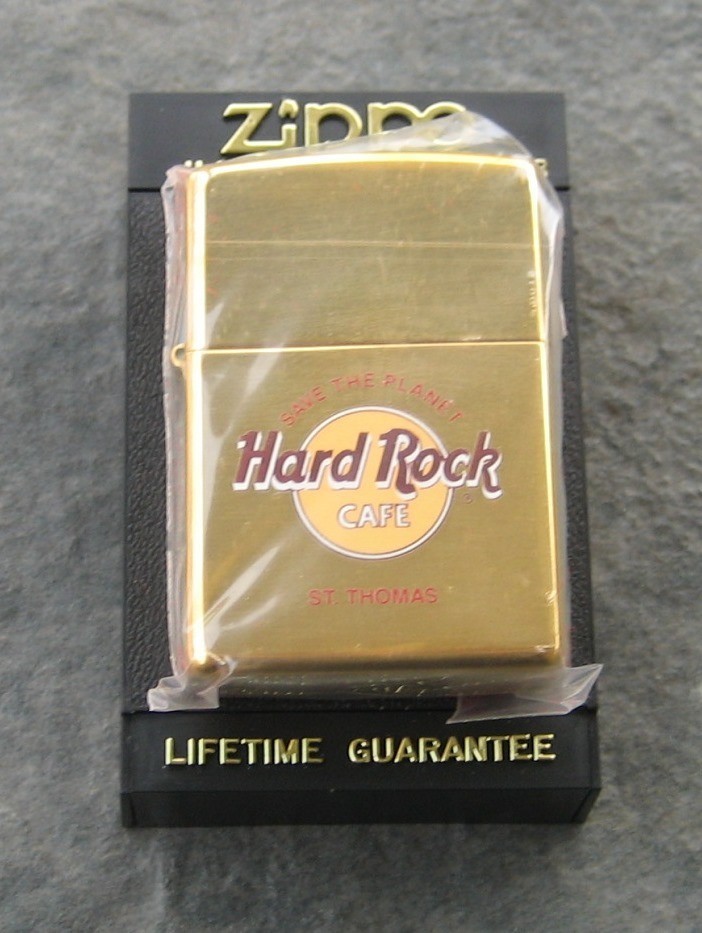 Zippo
SAVE THE PLANET
Hard Rock
CAFE
®
ST. THOMAS
LIFETIME GUARANTEE